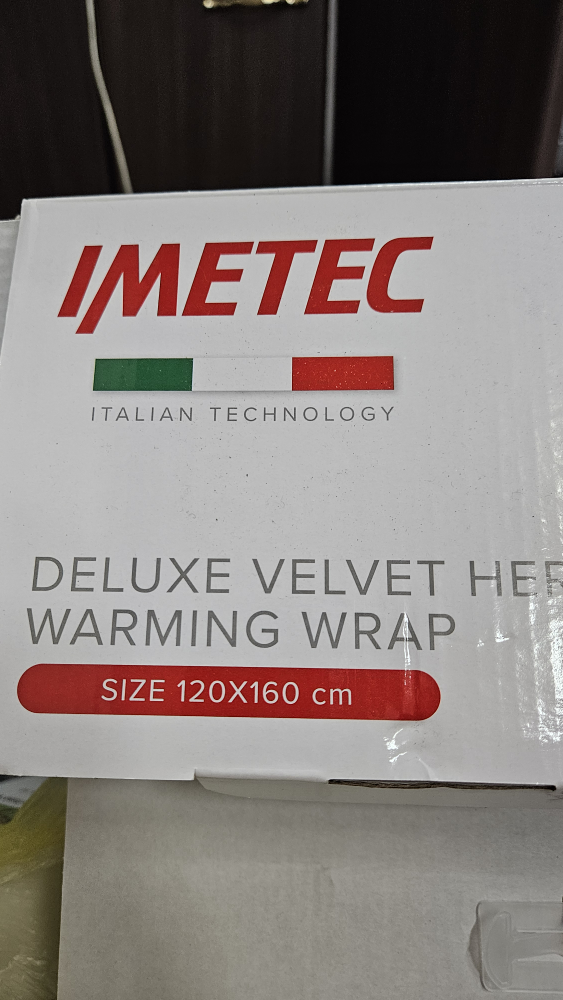 IMETEC
ITALIAN TECHNOLOGY
DELUXE VELVET
WARMING WRAP
SIZE 120X160 cm